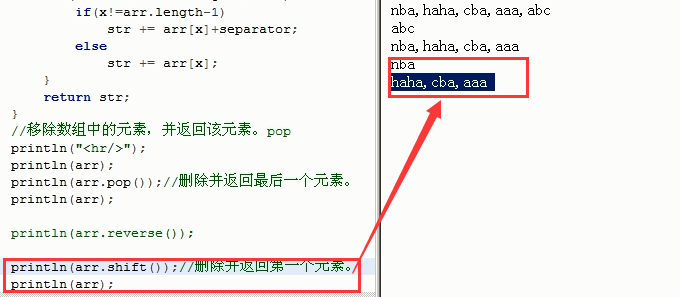 if(x!=arr.length-1)
str += arr[x]+separator;
else
str += arr[x];
}
return str;
}
//移除数组中的元素，并返回该元素。pop
println("<hr/>");
println(arr);
println(arr.pop());//删除并返回最后一个元素。
println(arr);
println(arr.reverse());
println(arr.shift());//删除并返回第一个元素。
println(arr);
nba, haha, cba, aaa, abc
abc
nba, haha, cba, aaa
nba
haha, cba, aaa